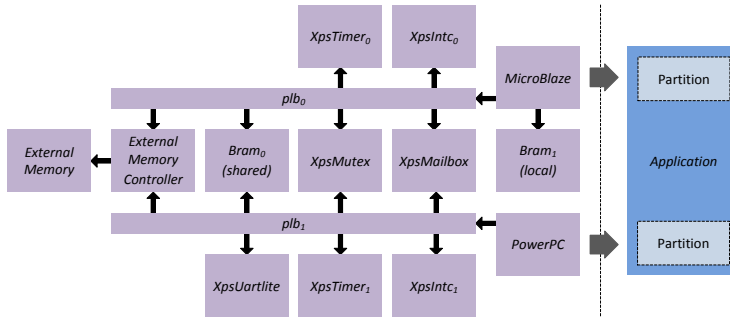 XpsTimer0
XpsIntc0
MicroBlaze
Partition
plb0
External
Memory
External
Memory
Controller
Bram0
(shared)
XpsMutex
XpsMailbox
Bram1
(local)
Application
plb1
PowerPC
Partition
XpsUartlite
XpsTimer1
XpsIntc1